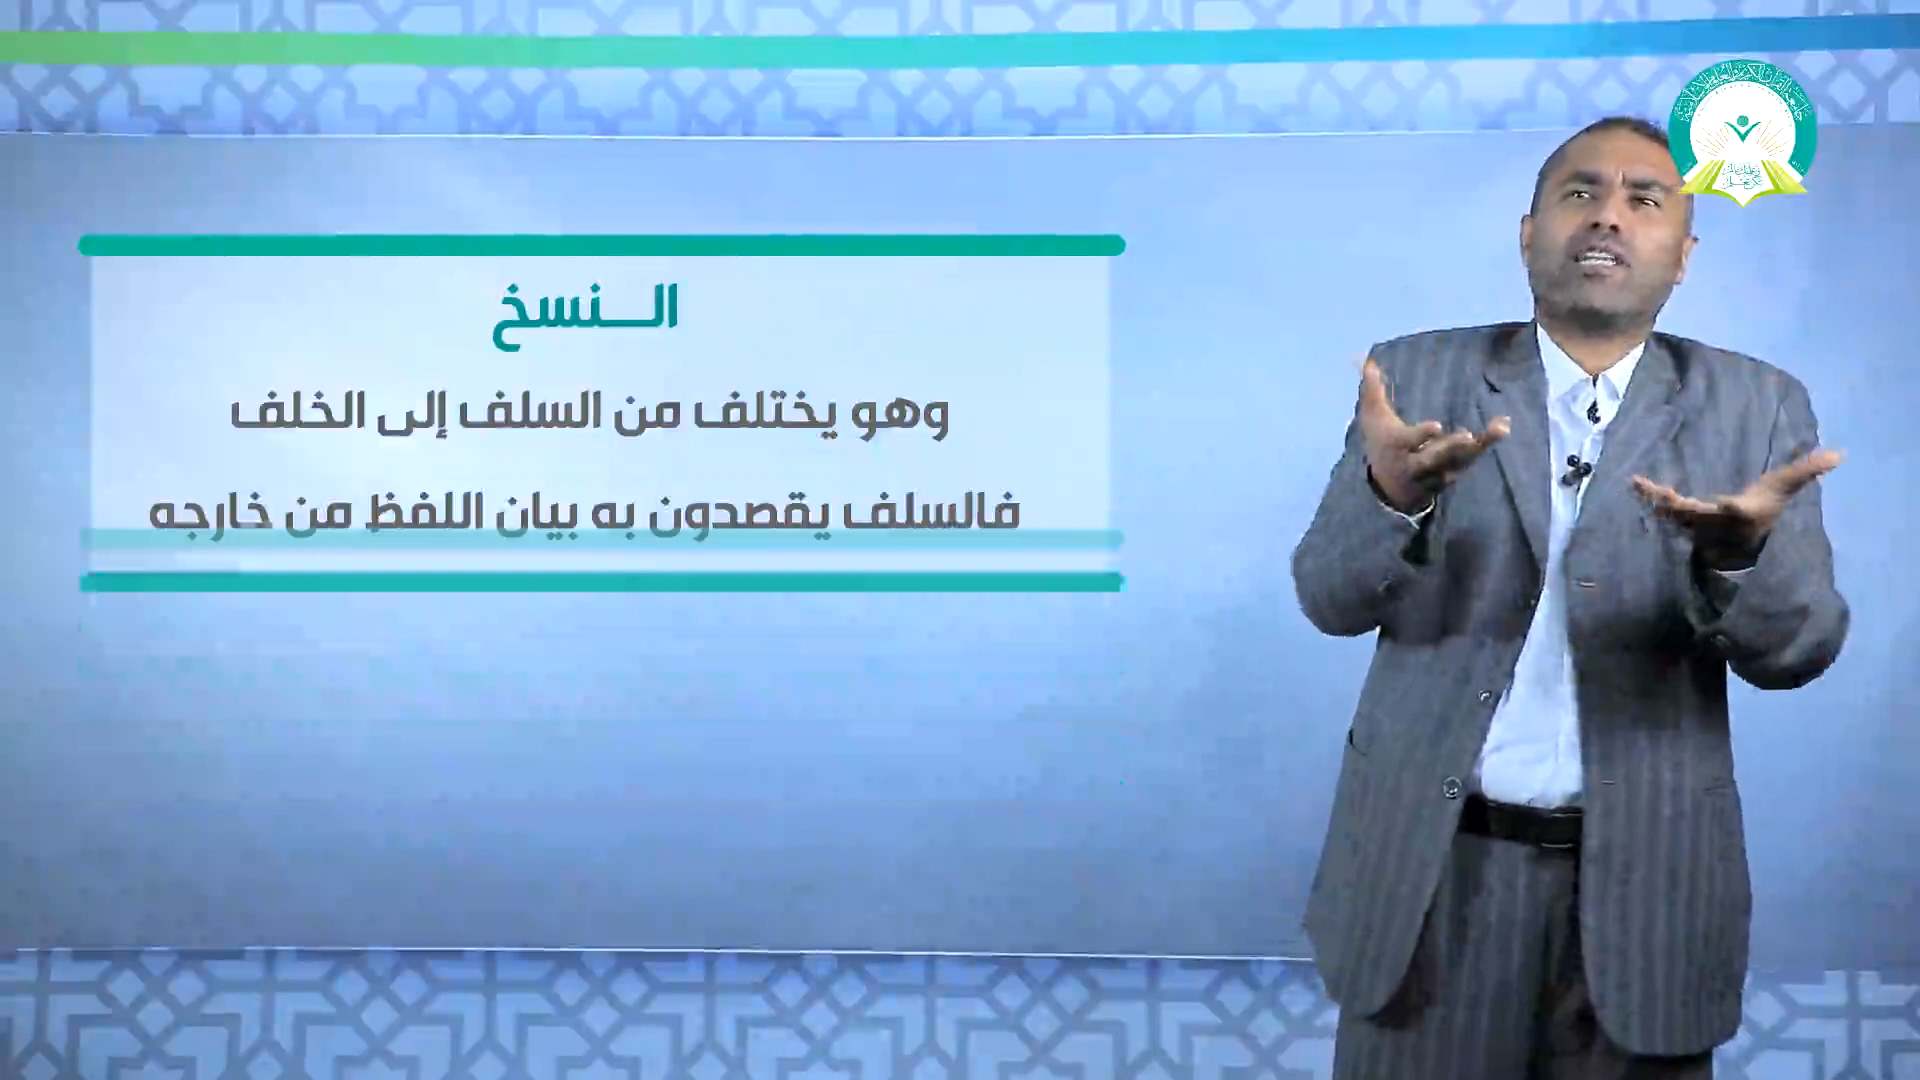 النسخ
وهو يختلف من السلف إلى الخلف
فالسلف يقصدون به بيان اللفظ من خارجه